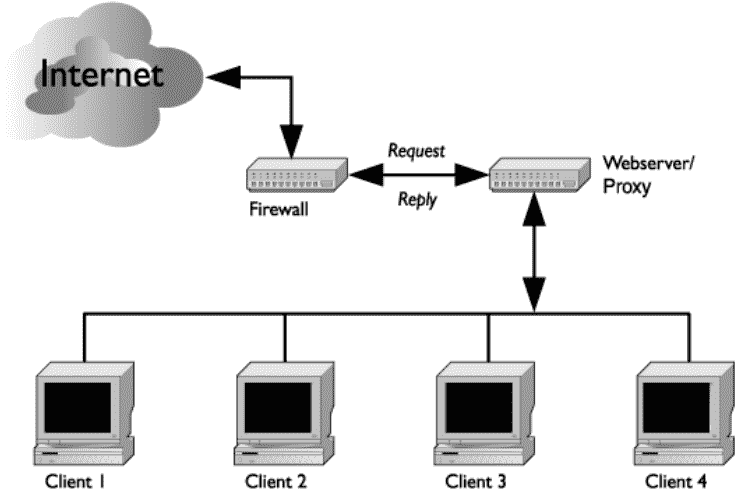 Internet
Request
Webserver/
Proxy
Reply
Firewall
Client 1
Client 2
Client 3
Client 4